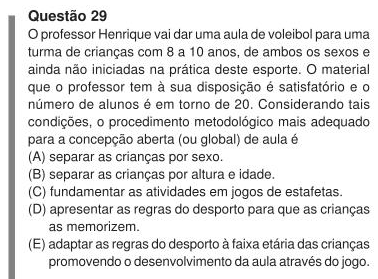 Questão 29
O professor Henrique vai dar uma aula de voleibol para uma
turma de crianças com 8 a 10 anos, de ambos os sexos e
ainda não iniciadas na prática deste esporte. O material
que o professor tem à sua disposição é satisfatório e o
número de alunos é em torno de 20. Considerando tais
condições, o procedimento metodológico mais adequado
para a concepção aberta (ou global) de aula é
(A) separar as crianças por sexo.
(B) separar as crianças por altura e idade.
(C) fundamentar as atividades em jogos de estafetas.
(D) apresentar as regras do desporto para que as crianças
as memorizem.
(E) adaptar as regras do desporto à faixa etária das crianças
promovendo o desenvolvimento da aula através do jogo.